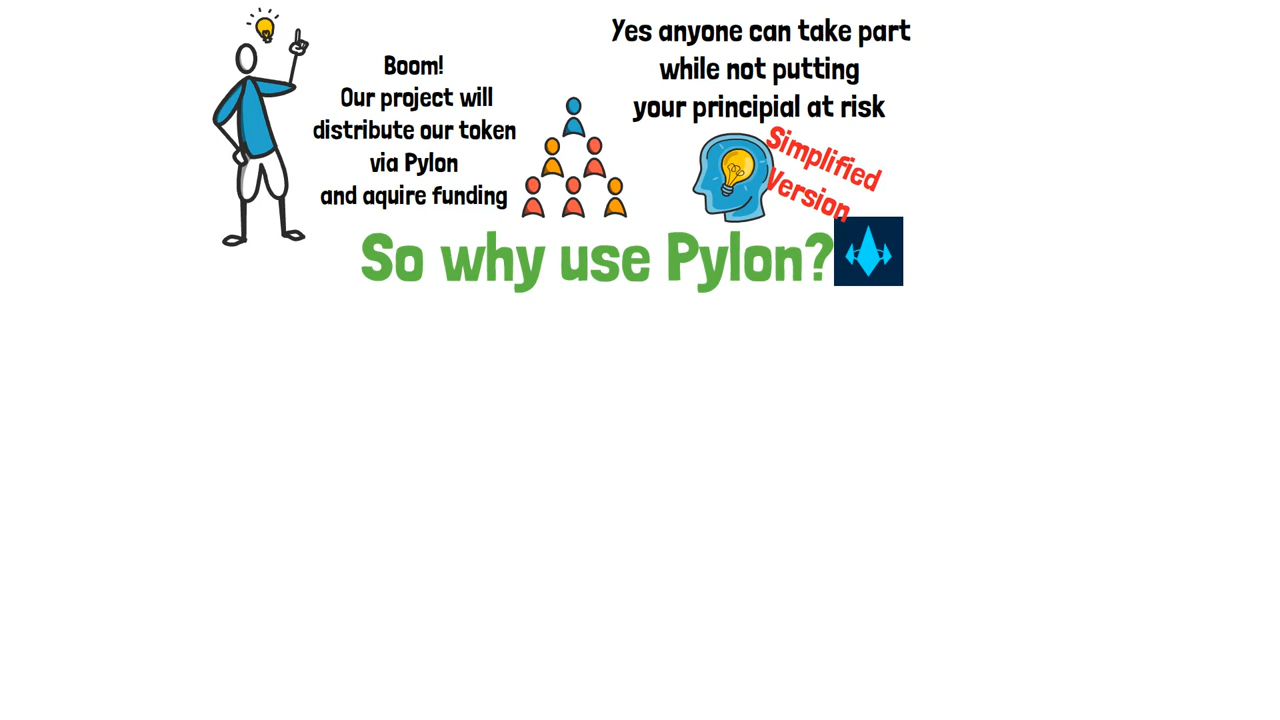 Boom!
Our project will
distribute our token
via Pylon
and aquire funding
Yes anyone can take part
while not putting
your principial at risk
Simplified
Version
So why use Pylon?